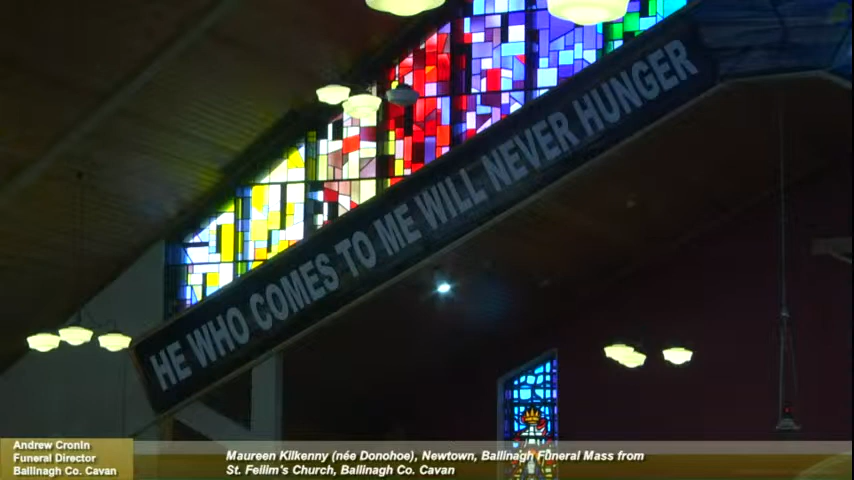 HE WHO COMES TO ME WILL NEVER HUNGER
Andrew Cronin
Funeral Director
Ballinagh Co. Cavan
Maureen Kilkenny (née Donohoe), Newtown, Ballinagh Funeral Mass from
St. Feilim's Church, Ballinagh Co. Cavan